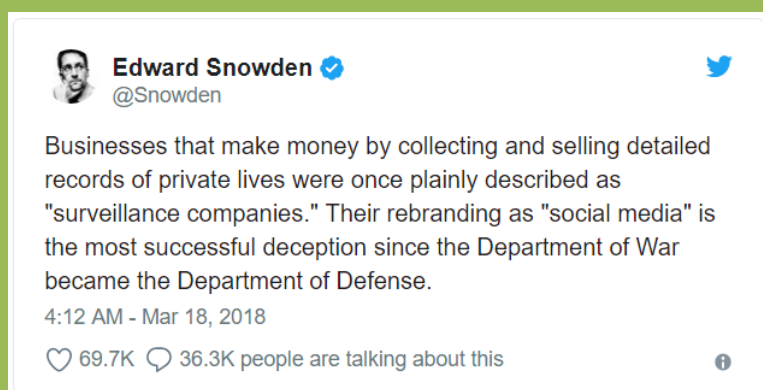 Edward Snowden
@Snowden
Businesses that make money by collecting and selling detailed
records of private lives were once plainly described as
"surveillance companies." Their rebranding as "social media" is
the most successful deception since the Department of War
became the Department of Defense.
4:12 AM - Mar 18, 2018
69.7K 36.3K people are talking about this